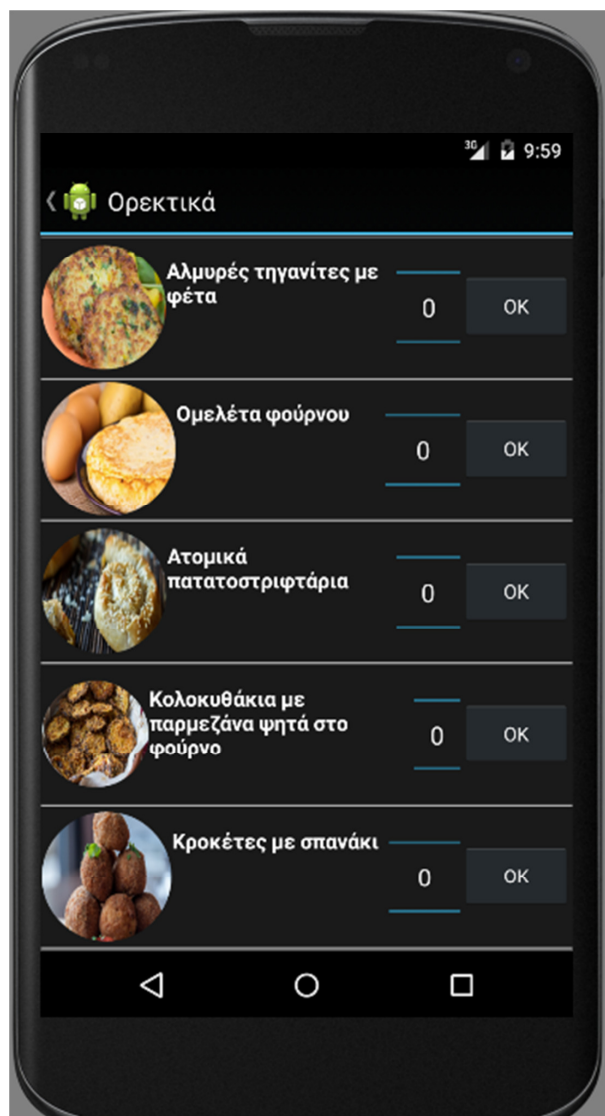 3G 9:59
Ορεκτικά
Αλμυρές τηγανίτες με
φέτα
0
OK
Ομελέτα φούρνου
0
OK
Ατομικά
πατατοστριφτάρια
0
OK
Κολοκυθάκια με
παρμεζάνα ψητά στο
φούρνο
0
OK
Κροκέτες με σπανάκι
0
OK